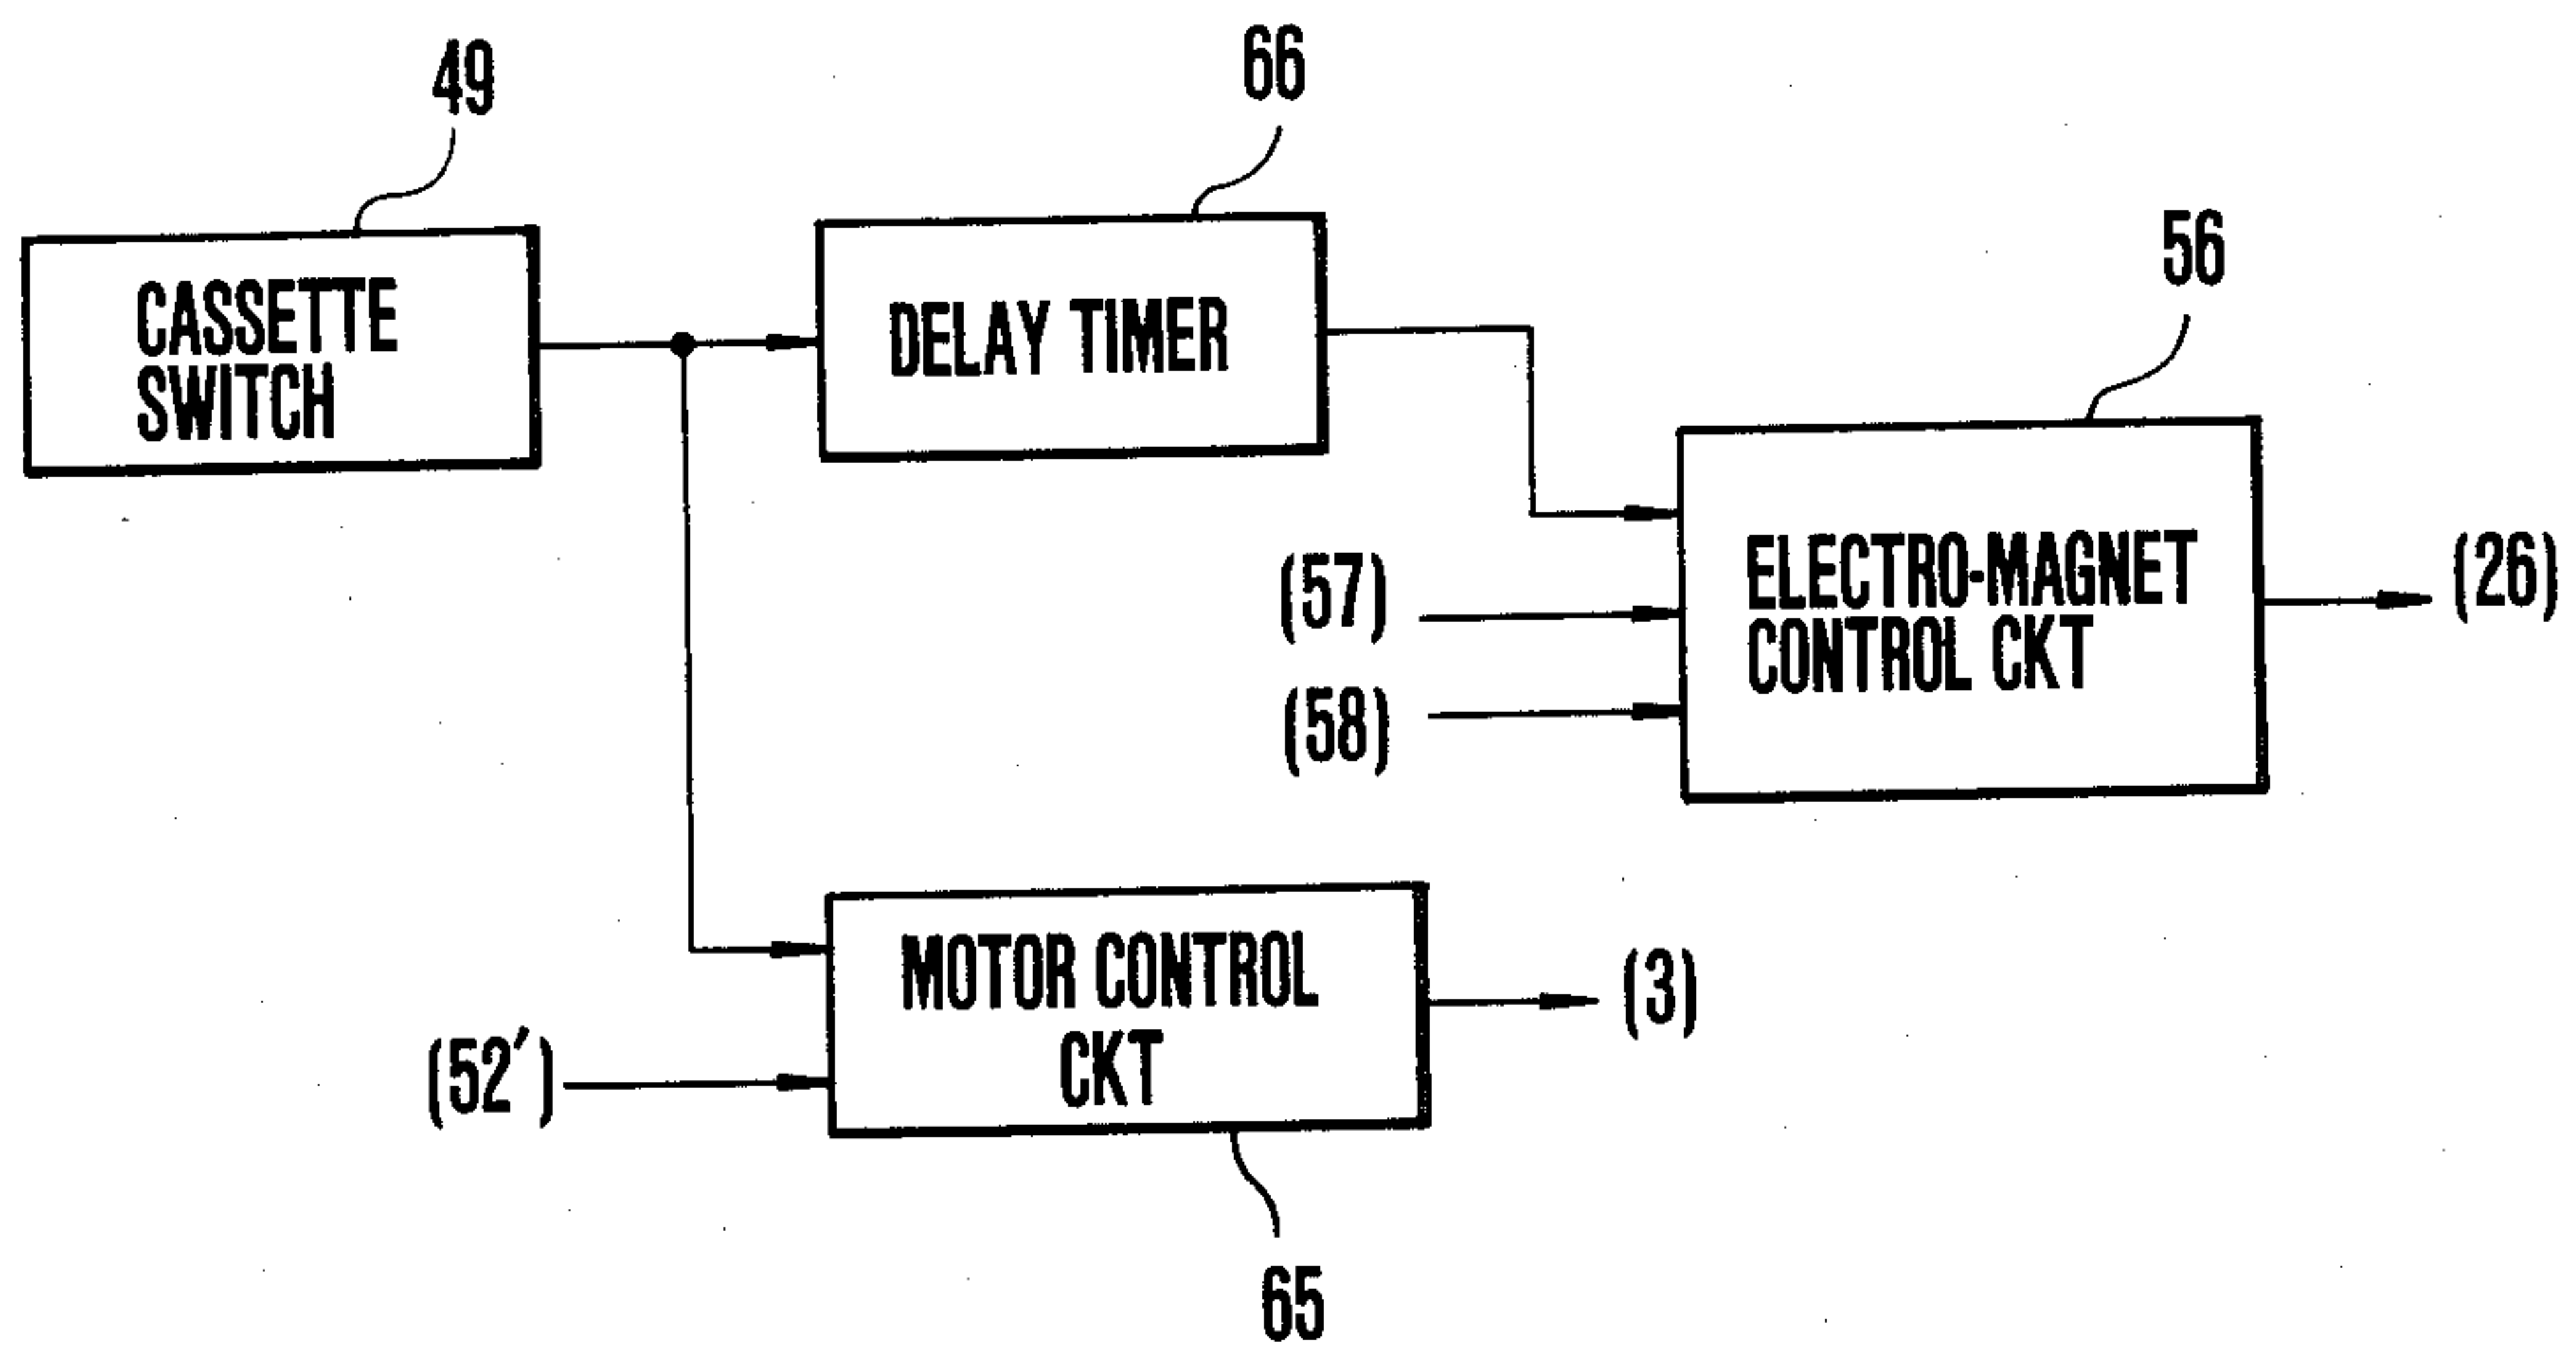 49
66
56
CASSETTE
SWITCH
DELAY TIMER
(57)
(58)
ELECTRO-MAGNET
CONTROL CKT
(26)
MOTOR CONTROL
CKT
(3)
(52′)
65